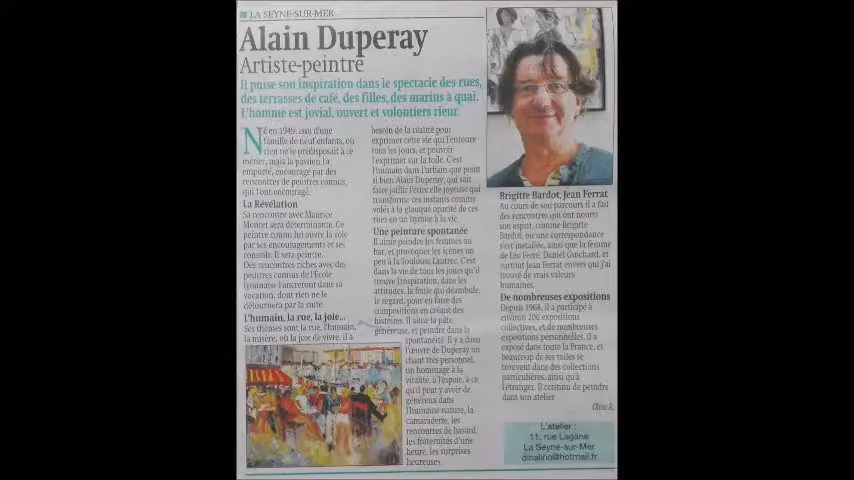 LA SEYNE-SUR-MER
Alain Duperay
Artiste-peintre
Il puise son inspiration dans le spectacle des rues,
des terrasses de café, des filles, des marins à quai.
L'homme est jovial, ouvert et volontiers rieur.
Né en 1949, issu d'une
famille de neuf enfants, où
rien ne le prédisposait à ce
métier, mais la passion l'a
emporté, encouragé par des
rencontres de peintres connus,
qui l'ont encouragé.
La Révélation
Sa rencontre avec Maurice
Montet sera déterminante. Ce
peintre connu lui ouvre la voie
par ses encouragements et ses
conseils. Il sera peintre.
Des rencontres riches avec des
peintres connus de l'École
lyonnaise l'ancreront dans sa
vocation, dont rien ne le
détournera par la suite.
L'humain, la rue, la joie...
Ses thèmes sont la rue, l'humain,
la misère, où la joie de vivre, il a
besoin de la réalité pour
exprimer cette vie qui l'entoure
tous les jours, et pouvoir
l'exprimer sur la toile. C'est
l'humain dans l'urbain que peint
si bien Alain Duperay, qui sait
faire jaillir l'étincelle joyeuse qui
transforme ces instants comme
volés à la glauque opacité de ces
rues en un hymne à la vie.
Une peinture spontanée
Il aime peindre les femmes au
bar, et provoquer les scènes un
peu à la Toulouse Lautrec. C'est
dans la vie de tous les jours qu'il
trouve l'inspiration, dans les
attitudes, la foule qui déambule,
le regard, pour en faire des
compositions en créant des
histoires. Il aime la pâte
généreuse, et peindre dans la
spontanéité. Il y a dans
l'œuvre de Duperay un
chant très personnel,
un hommage à la
vitalité, à l'espoir, à ce
qu'il peut y avoir de
généreux dans
l'humaine nature, la
camaraderie, les
rencontres de hasard,
les fraternités d'une
heure, les surprises
heureuses.
Brigitte Bardot, Jean Ferrat
Au cours de son parcours il a fait
des rencontres qui ont nourri
son esprit, comme Brigitte
Bardot, où une correspondance
s'est installée, ainsi que la femme
de Léo Ferré, Daniel Guichard, et
surtout Jean Ferrat envers qui j'ai
trouvé de vrais valeurs
humaines.
De nombreuses expositions
Depuis 1968, il a participé à
environ 200 expositions
collectives, et de nombreuses
expositions personnelles. il a
exposé dans toute la France, et
beaucoup de ses toiles se
trouvent dans des collections
particulières, ainsi qu'à
l'étranger. Il continu de peindre
dans son atelier
R.
L'atelier :
11, rue Lagane
La Seyne-sur-Mer
dinalino@hotmail.fr